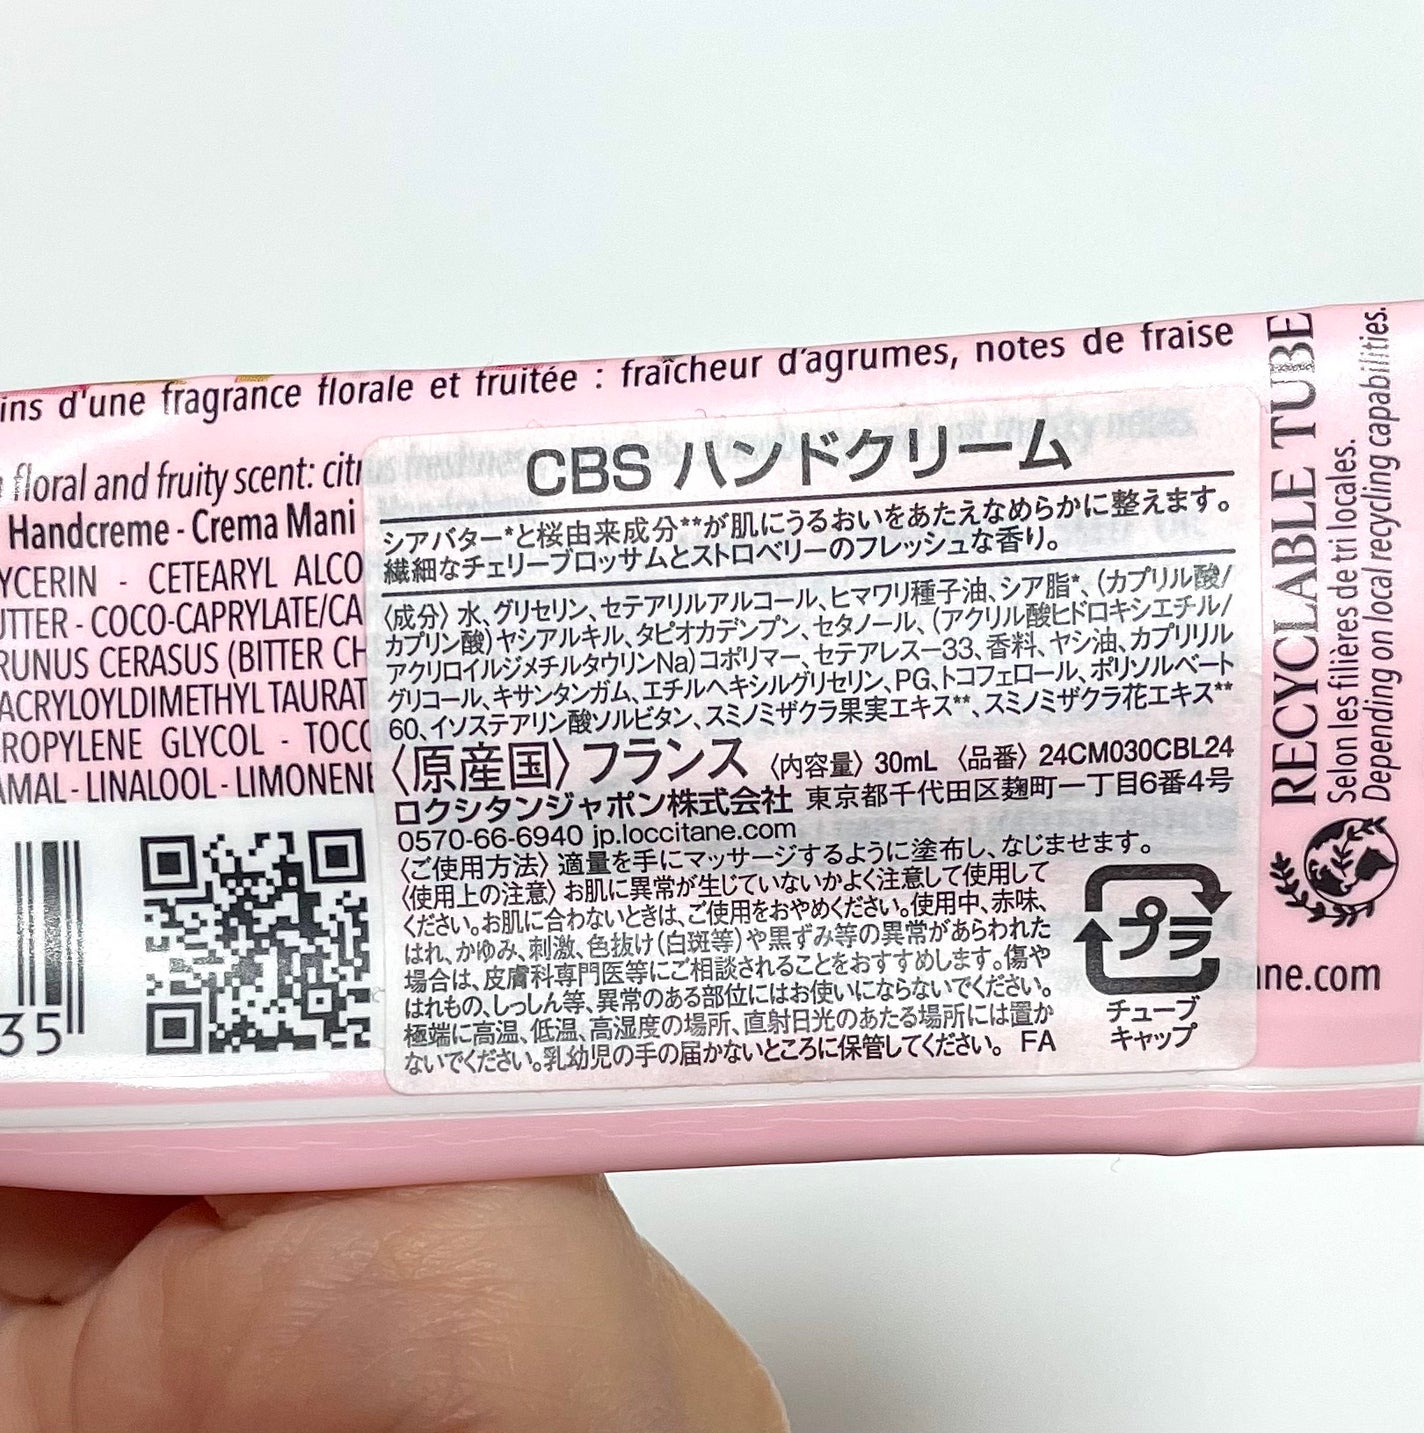 ins d'une fragrance florale et fruitée : fraîcheur d'agrumes, notes de fraise
floral and fruity scent: citr
Handcreme - Crema Mani
YCERIN - CETEARYL ALCO
UTTER - COCO-CAPRYLATE/CA
RUNUS CERASUS (BITTER CH
ACRYLOYLDIMETHYL TAURAT
ROPYLENE GLYCOL - TOCO
AMAL - LINALOOL - LIMONENE
35
CBS ハンドクリーム
シアバター*と桜由来成分**が肌にうるおいをあたえなめらかに整えます。
繊細なチェリーブロッサムとストロベリーのフレッシュな香り。
〈成分〉水、グリセリン、セテアリルアルコール、ヒマワリ種子油、シア脂*、(カプリル酸/
カプリン酸)ヤシアルキル、タピオカデンプン、セタノール、(アクリル酸ヒドロキシエチル/
アクリロイルジメチルタウリンNa)コポリマー、セテアレス－33、香料、ヤシ油、カプリリル
グリコール、キサンタンガム、エチルヘキシルグリセリン、PG、トコフェロール、ポリソルベート
60、イソステアリン酸ソルビタン、スミノミザクラ果実エキス**、スミノミザクラ花エキス**
〈原産国〉フランス 〈内容量〉30mL 〈品番〉24CM030CBL24
ロクシタンジャポン株式会社 東京都千代田区麹町一丁目6番4号
0570-66-6940 jp.loccitane.com
〈ご使用方法〉適量を手にマッサージするように塗布し、なじませます。
〈使用上の注意〉お肌に異常が生じていないかよく注意して使用して
ください。お肌に合わないときは、ご使用をおやめください。使用中、赤味、
はれ、かゆみ、刺激、色抜け(白斑等)や黒ずみ等の異常があらわれた
場合は、皮膚科専門医等にご相談されることをおすすめします。傷や
はれもの、しっしん等、異常のある部位にはお使いにならないでください。
極端に高温、低温、高湿度の場所、直射日光のあたる場所には置か
ないでください。乳幼児の手の届かないところに保管してください。 FA
プラ
チューブ
キャップ
RECYCLABLE TUBE
Selon les filières de tri locales.
Depending on local recycling capabilities.
ane.com